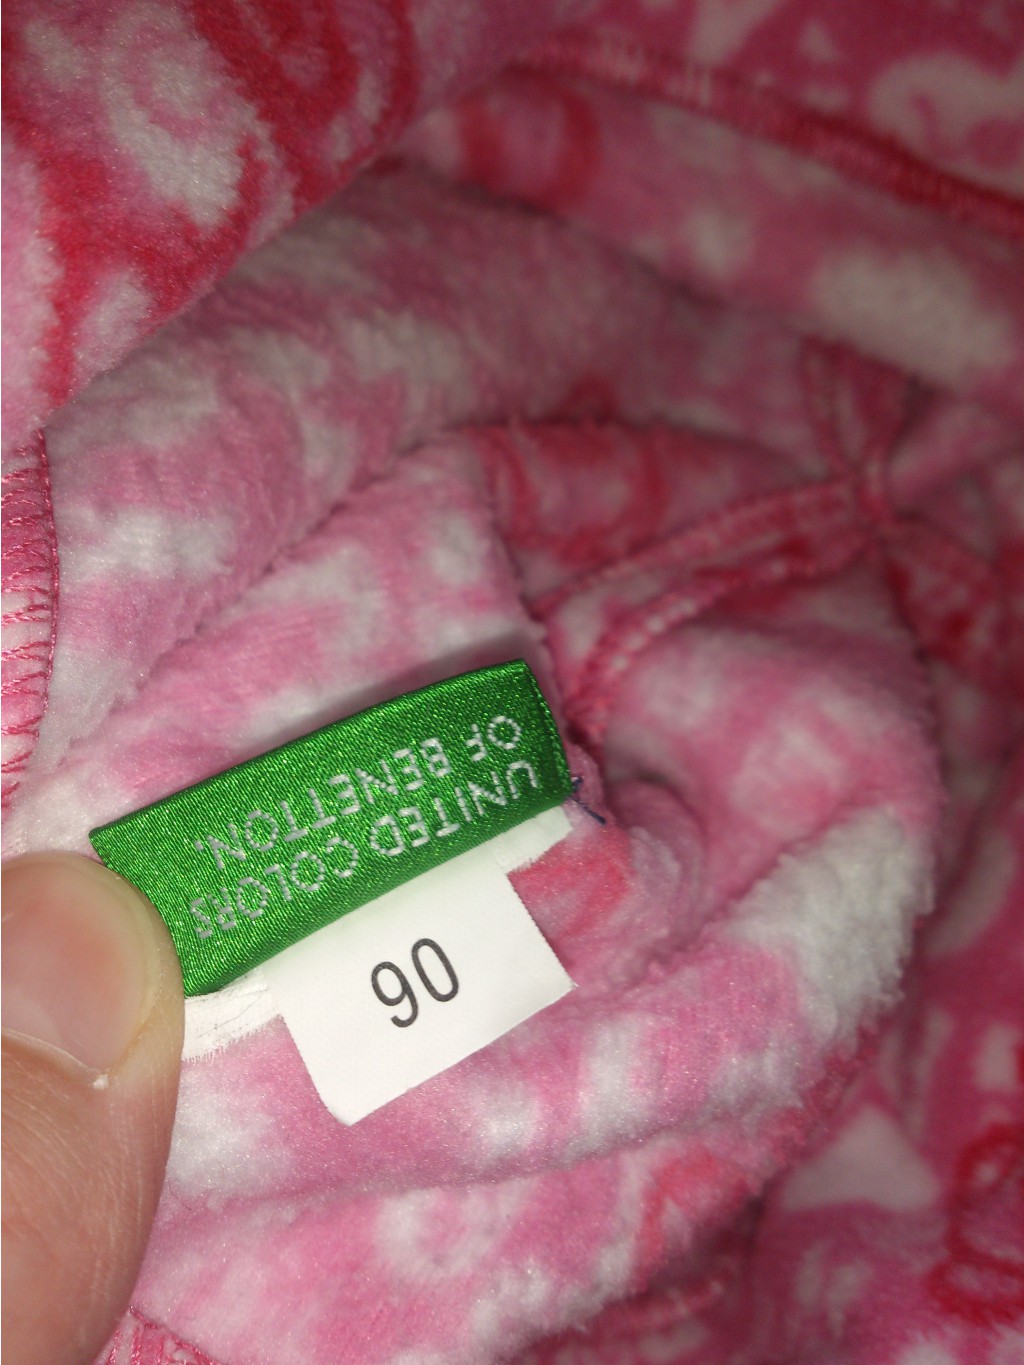 UNITED COLORS
OF BENETTON.
90